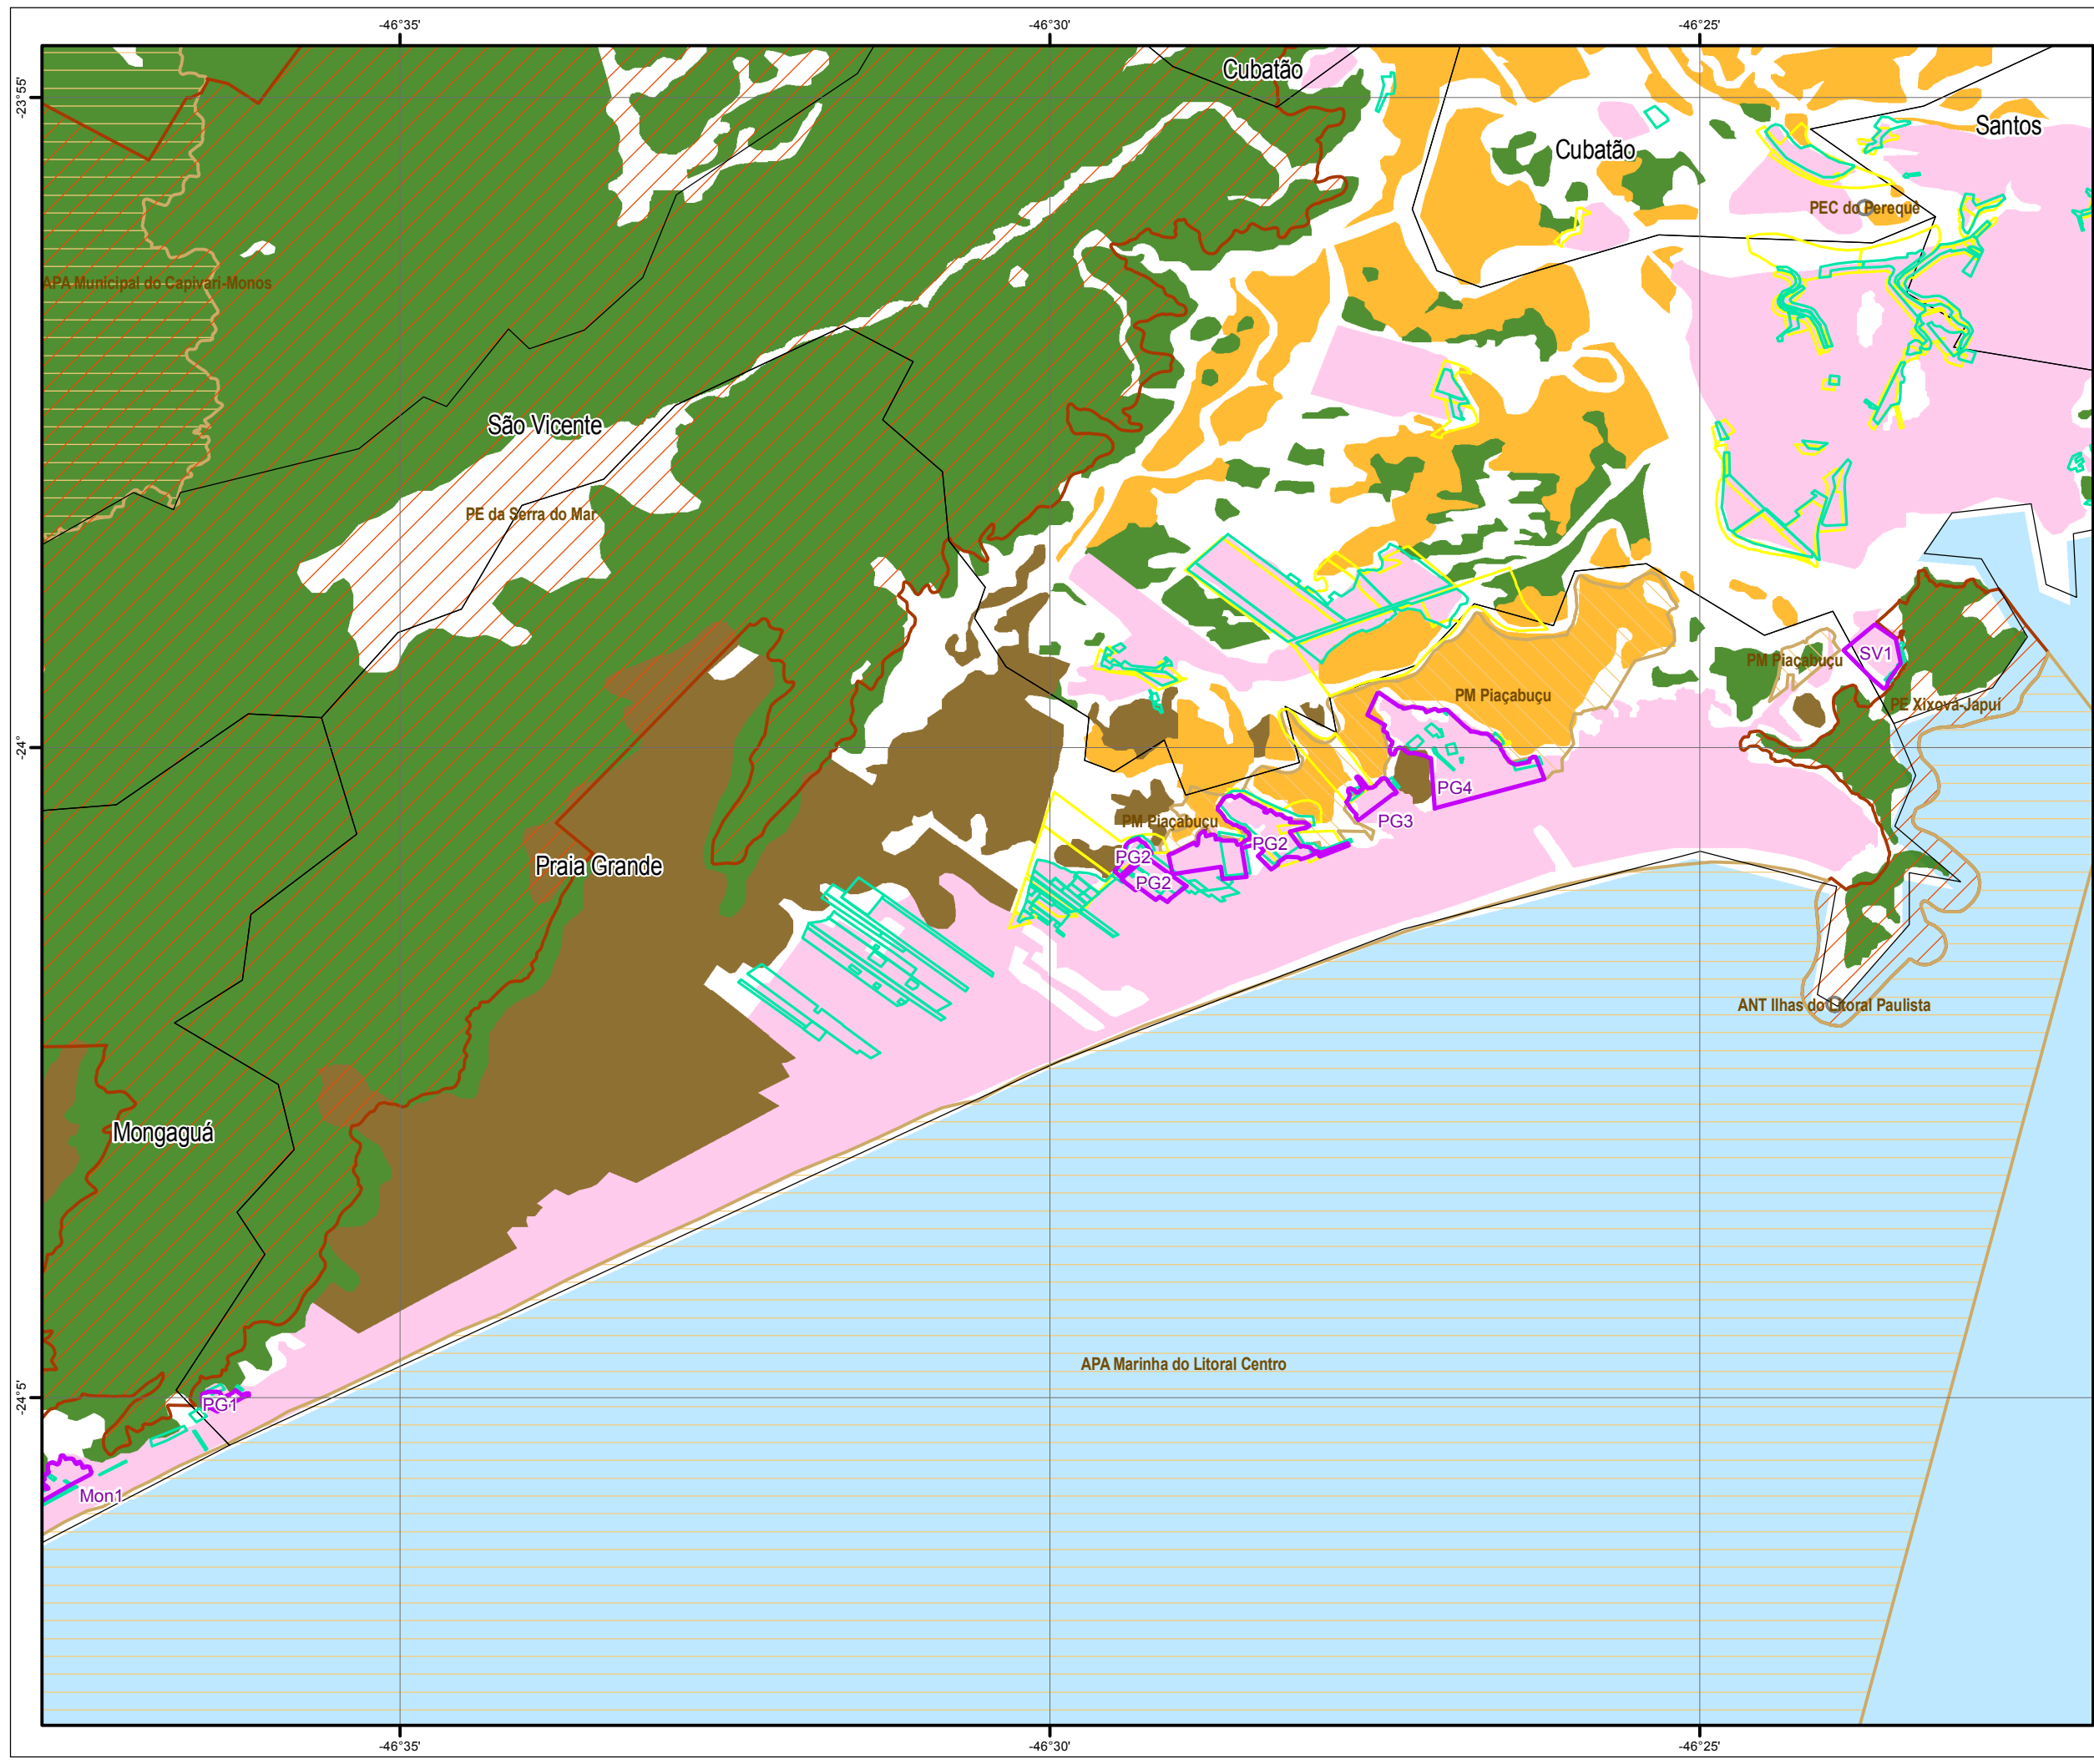 -46°35'
-46°30'
-46°25'
-23°55'
Cubatão
Cubatão
Santos
PEC do Perequê
APA Municipal do Capivari-Monos
São Vicente
PE da Serra do Mar
SV1
PM Piaçabuçu
PM Piaçabuçu
PE Xixová-Japuí
-24°
PG4
PG3
PM Piaçabuçu
PG2
PG2
PG2
Praia Grande
ANT Ilhas do Litoral Paulista
Mongaguá
APA Marinha do Litoral Centro
-24°5'
PG1
Mon1
-46°35'
-46°30'
-46°25'